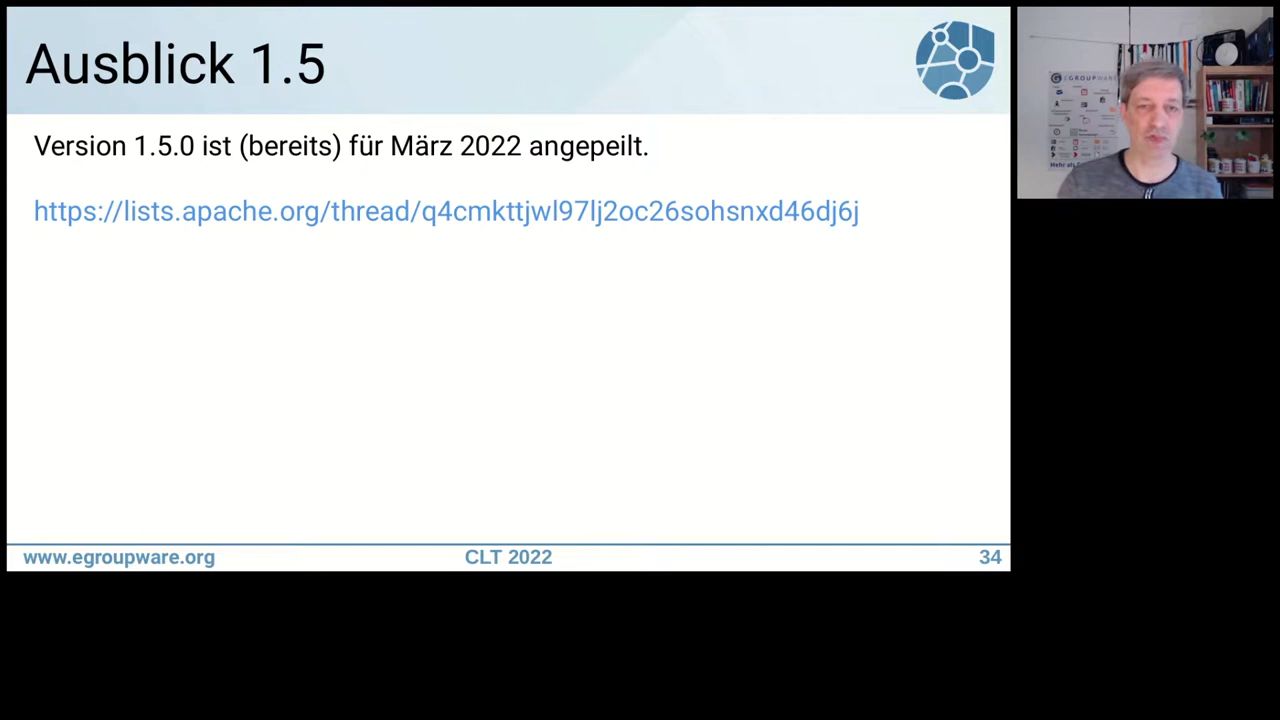 Ausblick 1.5
Version 1.5.0 ist (bereits) für März 2022 angepeilt.
https://lists.apache.org/thread/q4cmkttjwl97lj2oc26sohsnxd46dj6j
www.egroupware.org
CLT 2022
34
EGROUPWARE